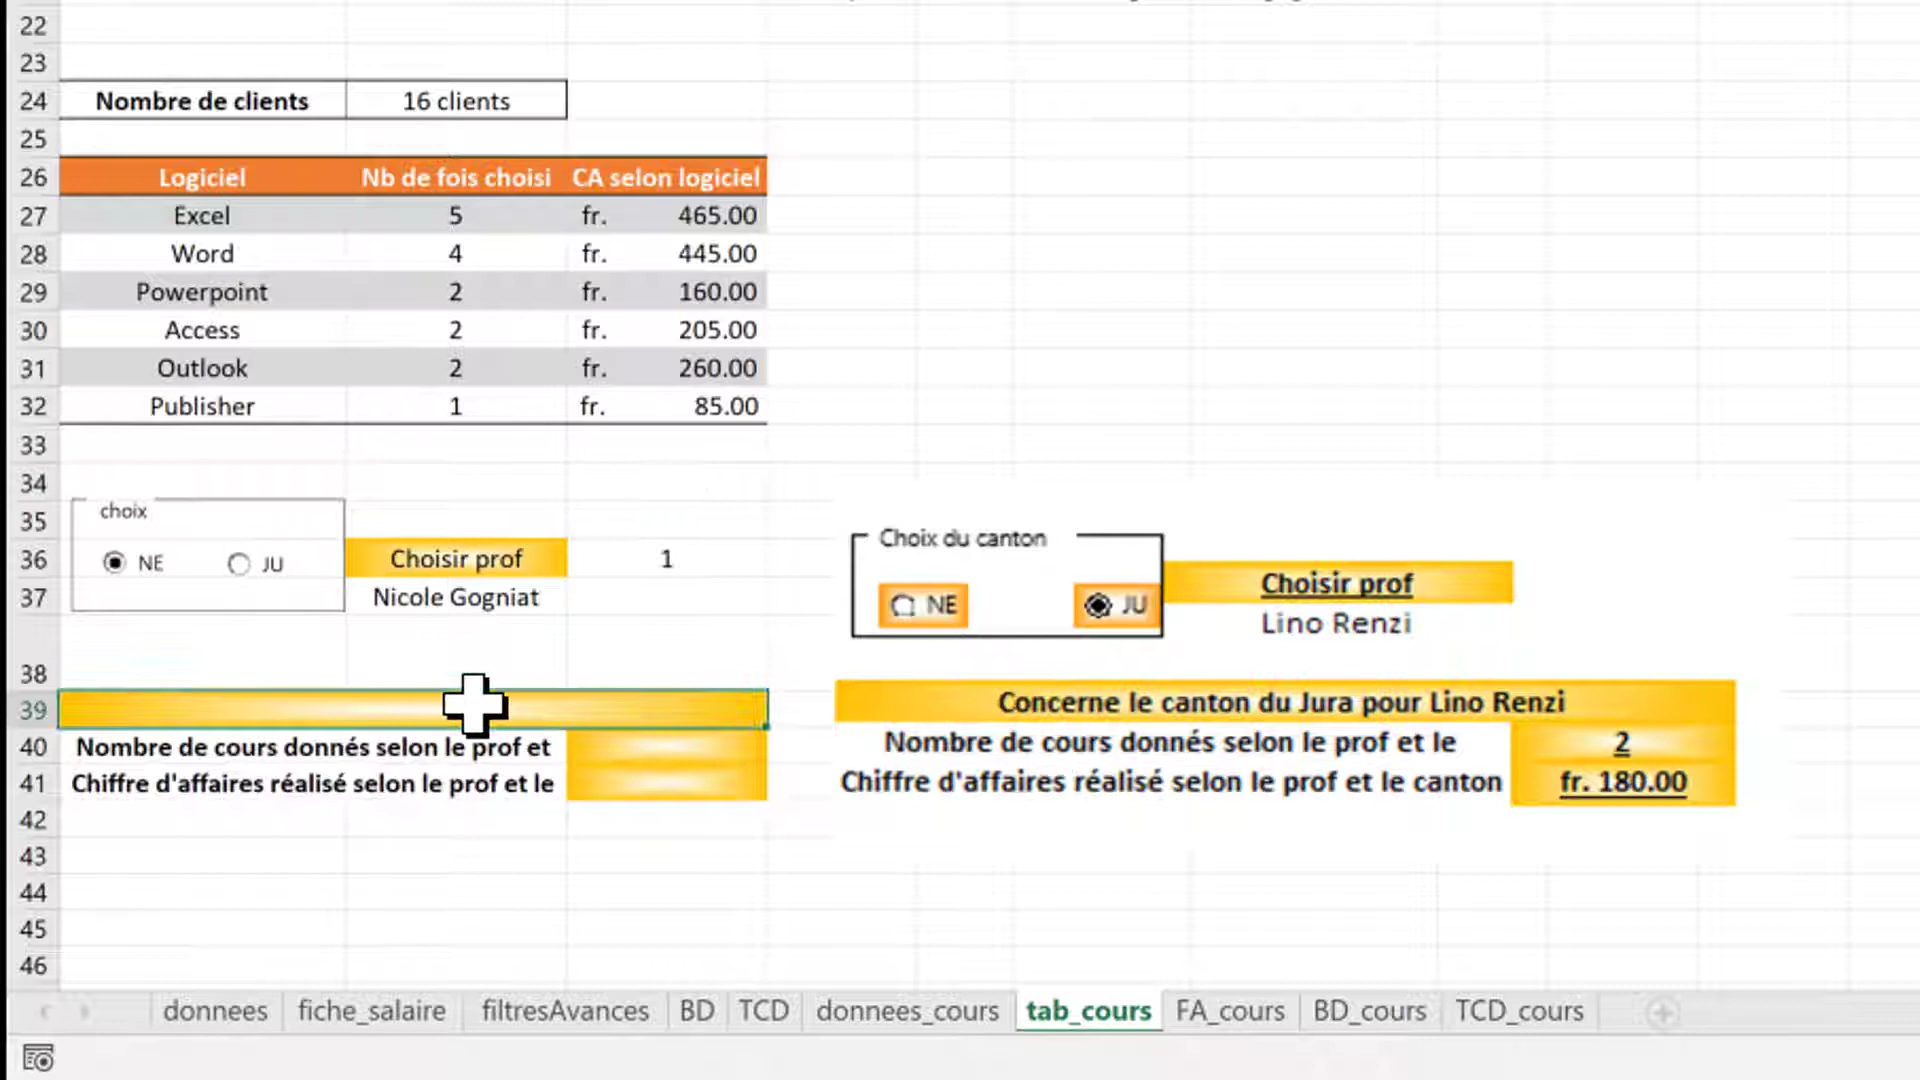 22
23
24 Nombre de clients 16 clients
25
26 Logiciel Nb de fois choisi CA selon logiciel
27 Excel 5 fr. 465.00
28 Word 4 fr. 445.00
29 Powerpoint 2 fr. 160.00
30 Access 2 fr. 205.00
31 Outlook 2 fr. 260.00
32 Publisher 1 fr. 85.00
33
34
35 choix
36 NE JU Choisir prof 1
37 Nicole Gogniat
Choix du canton
NE JU
Choisir prof
Lino Renzi
38
39
Concerne le canton du Jura pour Lino Renzi
40 Nombre de cours donnés selon le prof et
Nombre de cours donnés selon le prof et le 2
41 Chiffre d'affaires réalisé selon le prof et le
Chiffre d'affaires réalisé selon le prof et le canton fr. 180.00
42
43
44
45
46
donnees fiche_salaire filtresAvances BD TCD donnees_cours tab_cours FA_cours BD_cours TCD_cours